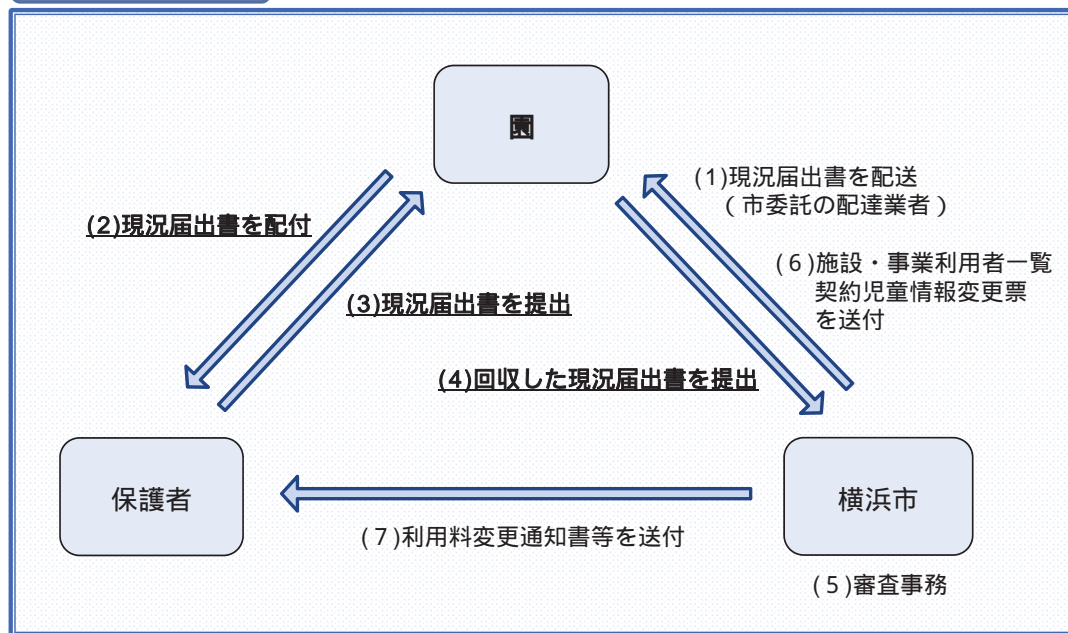 園
(1)現況届出書を配送
（市委託の配達業者）
(2)現況届出書を配付
(6)施設・事業利用者一覧
契約児童情報変更票
を送付
(3)現況届出書を提出
(4)回収した現況届出書を提出
保護者
横浜市
(7)利用料変更通知書等を送付
(5)審査事務